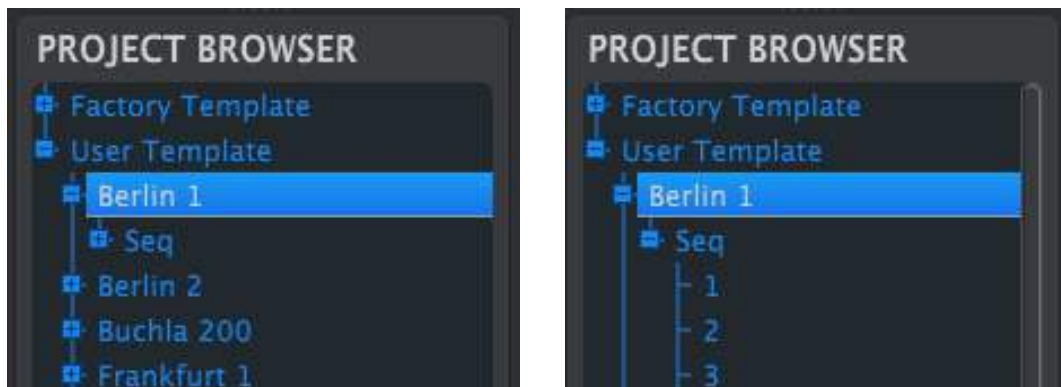 PROJECT BROWSER
Factory Template
User Template
Berlin 1
Seq
Berlin 2
Buchla 200
Frankfurt 1
PROJECT BROWSER
Factory Template
User Template
Berlin 1
Seq
1
2
3